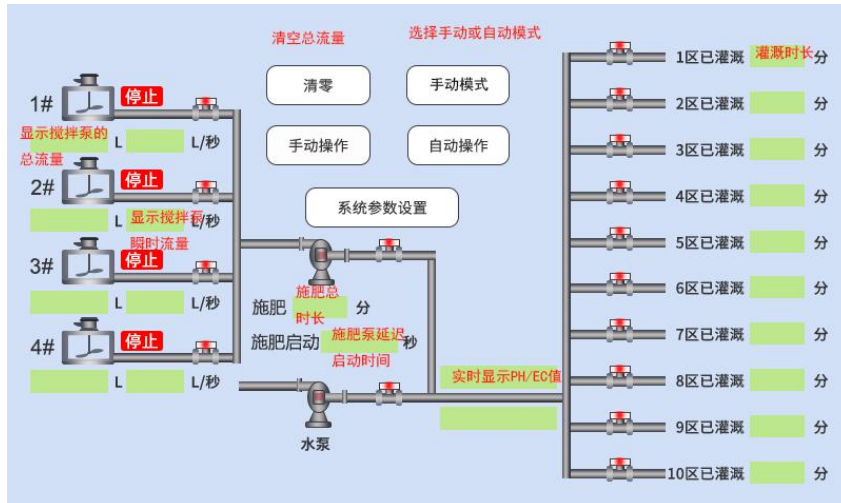 清空总流量
选择手动或自动模式
清零
手动模式
手动操作
自动操作
系统参数设置
1#
停止
显示搅拌泵的
总流量
L
L/秒
2#
停止
L
显示搅拌泵
瞬时流量
L/秒
3#
停止
L
L/秒
4#
停止
L
L/秒
施肥
施肥总
时长
分
施肥启动
施肥泵延迟
启动时间
秒
水泵
实时显示PH/EC值
1区已灌溉
灌溉时长
分
2区已灌溉
分
3区已灌溉
分
4区已灌溉
分
5区已灌溉
分
6区已灌溉
分
7区已灌溉
分
8区已灌溉
分
9区已灌溉
分
10区已灌溉
分